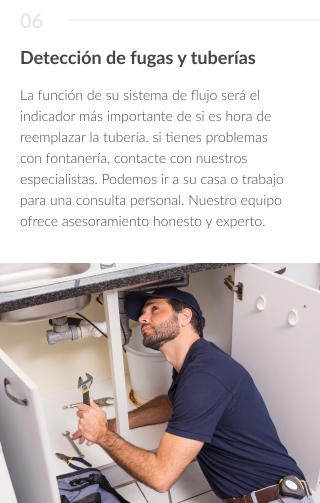 06
Detección de fugas y tuberías
La función de su sistema de flujo será el
indicador más importante de si es hora de
reemplazar la tubería. si tienes problemas
con fontanería, contacte con nuestros
especialistas. Podemos ir a su casa o trabajo
para una consulta personal. Nuestro equipo
ofrece asesoramiento honesto y experto.